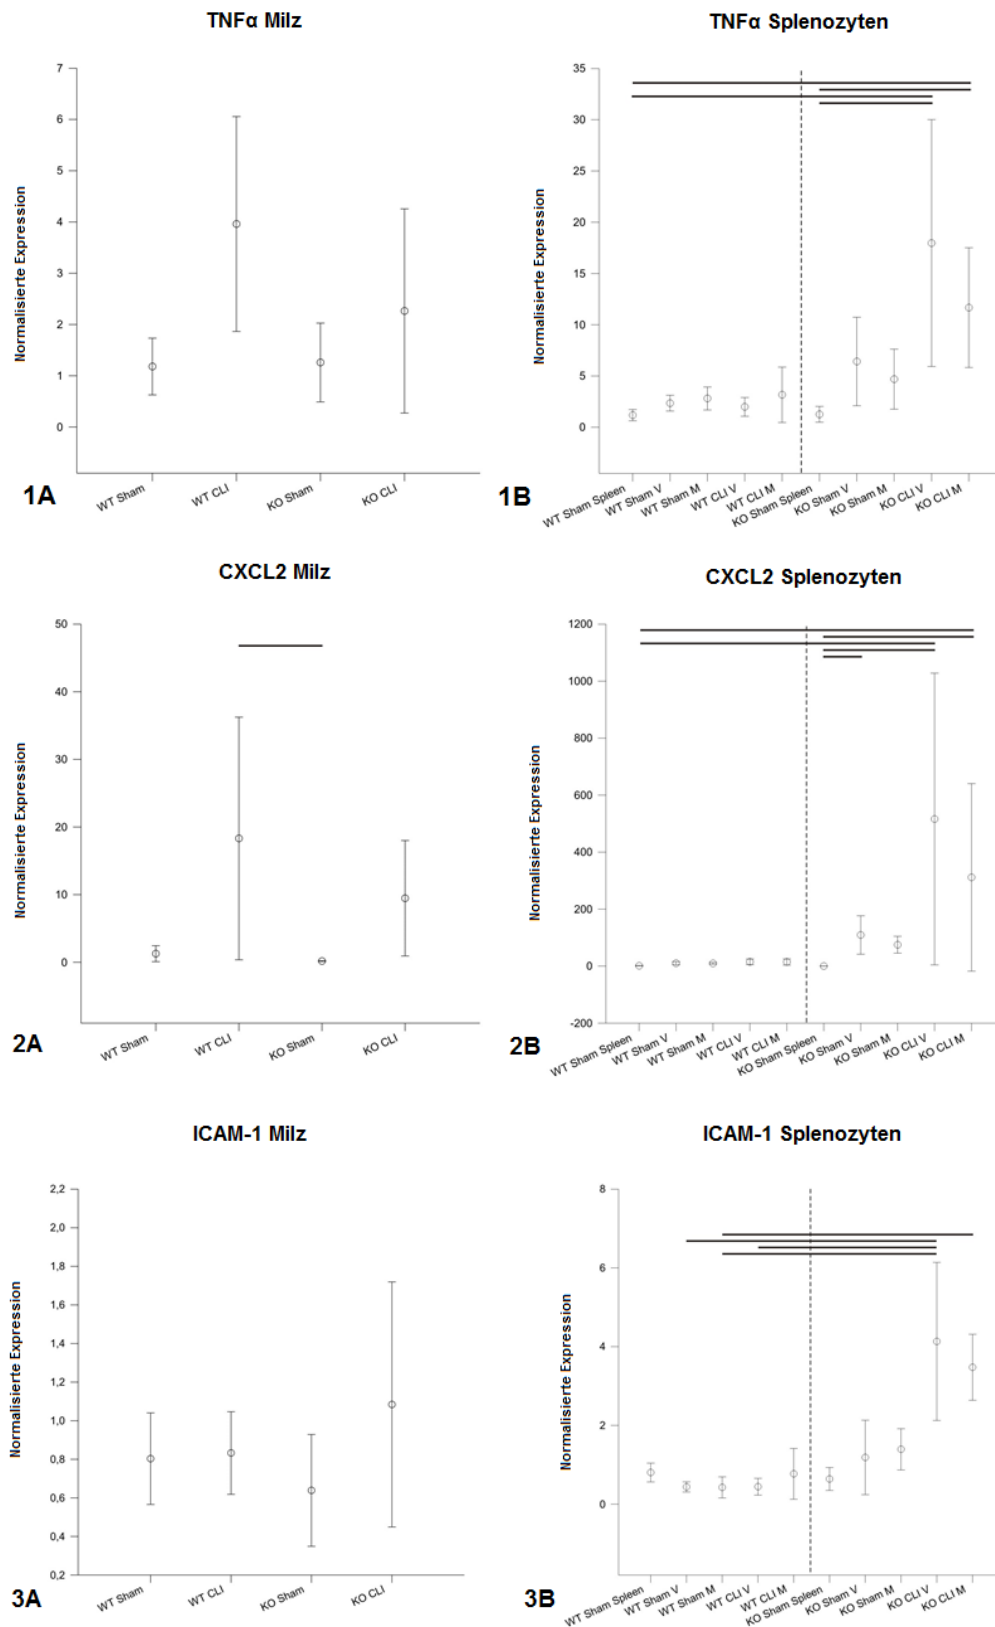 TNFα Milz
Normalisierte Expression
7
6
5
4
3
2
1
0
WT Sham
WT CLI
KO Sham
KO CLI
1A
TNFα Splenozyten
Normalisierte Expression
35
30
25
20
15
10
5
0
WT Sham Spleen
WT Sham V
WT Sham M
WT CLI V
WT CLI M
KO Sham Spleen
KO Sham V
KO Sham M
KO CLI V
KO CLI M
1B
CXCL2 Milz
Normalisierte Expression
50
40
30
20
10
0
WT Sham
WT CLI
KO Sham
KO CLI
2A
CXCL2 Splenozyten
Normalisierte Expression
1200
1000
800
600
400
200
0
-200
WT Sham Spleen
WT Sham V
WT Sham M
WT CLI V
WT CLI M
KO Sham Spleen
KO Sham V
KO Sham M
KO CLI V
KO CLI M
2B
ICAM-1 Milz
Normalisierte Expression
2,2
2,0
1,8
1,6
1,4
1,2
1,0
0,8
0,6
0,4
0,2
WT Sham
WT CLI
KO Sham
KO CLI
3A
ICAM-1 Splenozyten
Normalisierte Expression
8
6
4
2
0
WT Sham Spleen
WT Sham V
WT Sham M
WT CLI V
WT CLI M
KO Sham Spleen
KO Sham V
KO Sham M
KO CLI V
KO CLI M
3B